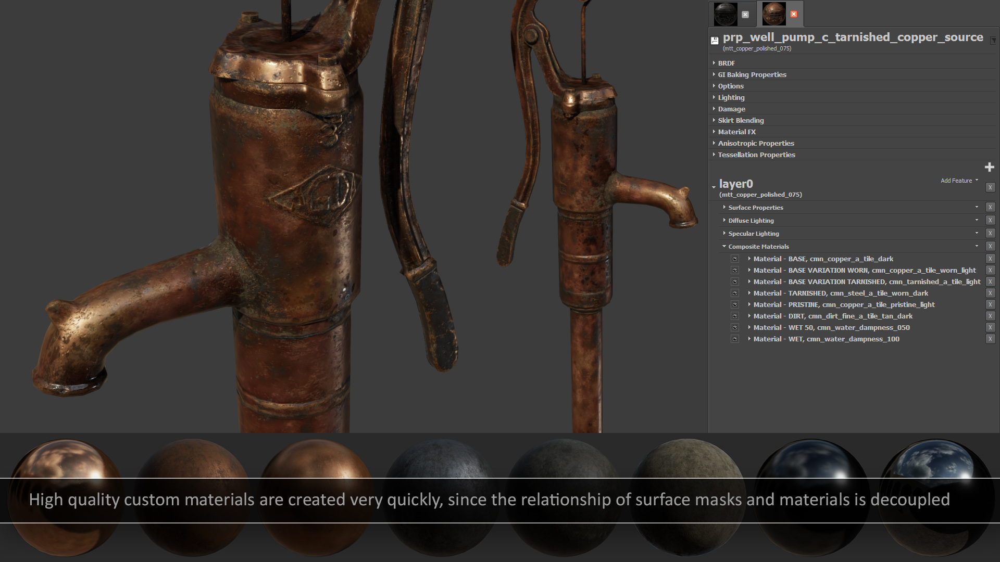 prp_well_pump_c_tarnished_copper_source
(mtt_copper_polished_075)
BRDF
GI Baking Properties
Options
Lighting
Damage
Skirt Blending
Material FX
Anisotropic Properties
Tessellation Properties
layer0
Add Feature
X
(mtt_copper_polished_075)
Surface Properties X
Diffuse Lighting X
Specular Lighting X
Composite Materials X
Material - BASE, cmn_copper_a_tile_dark X
Material - BASE VARIATION WORN, cmn_copper_a_tile_worn_light X
Material - BASE VARIATION TARNISHED, cmn_tarnished_a_tile_light X
Material - TARNISHED, cmn_steel_a_tile_worn_dark X
Material - PRISTINE, cmn_copper_a_tile_pristine_light X
Material - DIRT, cmn_dirt_fine_a_tile_tan_dark X
Material - WET 50, cmn_water_dampness_050 X
Material - WET, cmn_water_dampness_100 X
3
High quality custom materials are created very quickly, since the relationship of surface masks and materials is decoupled